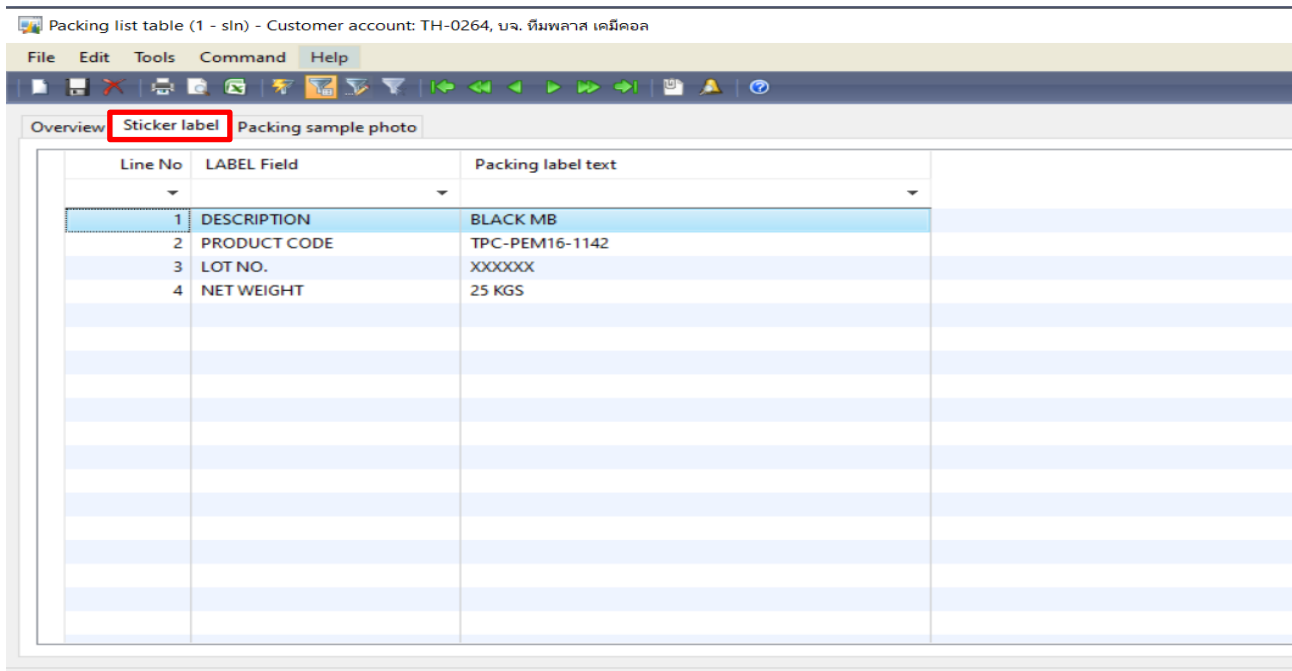 Packing list table (1 - sln) - Customer account: TH-0264, บจ. ทีมพลาส เคมีคอล
File Edit Tools Command Help
Overview Sticker label Packing sample photo
Line No LABEL Field Packing label text
1 DESCRIPTION BLACK MB
2 PRODUCT CODE TPC-PEM16-1142
3 LOT NO. XXXXXX
4 NET WEIGHT 25 KGS